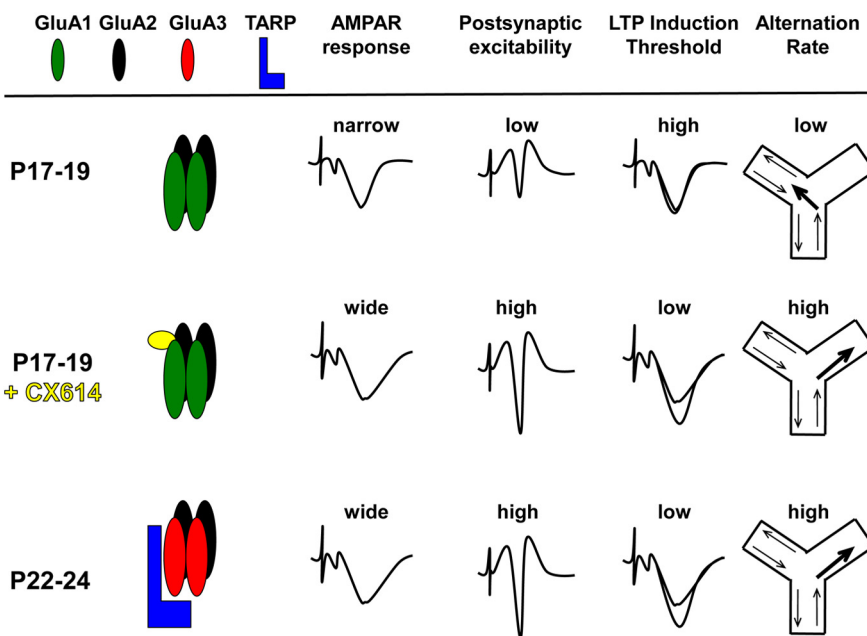 GluA1 GluA2 GluA3 TARP AMPAR response Postsynaptic excitability LTP Induction Threshold Alternation Rate
P17-19 narrow low high low
P17-19 + CX614 wide high low high
P22-24 wide high low high